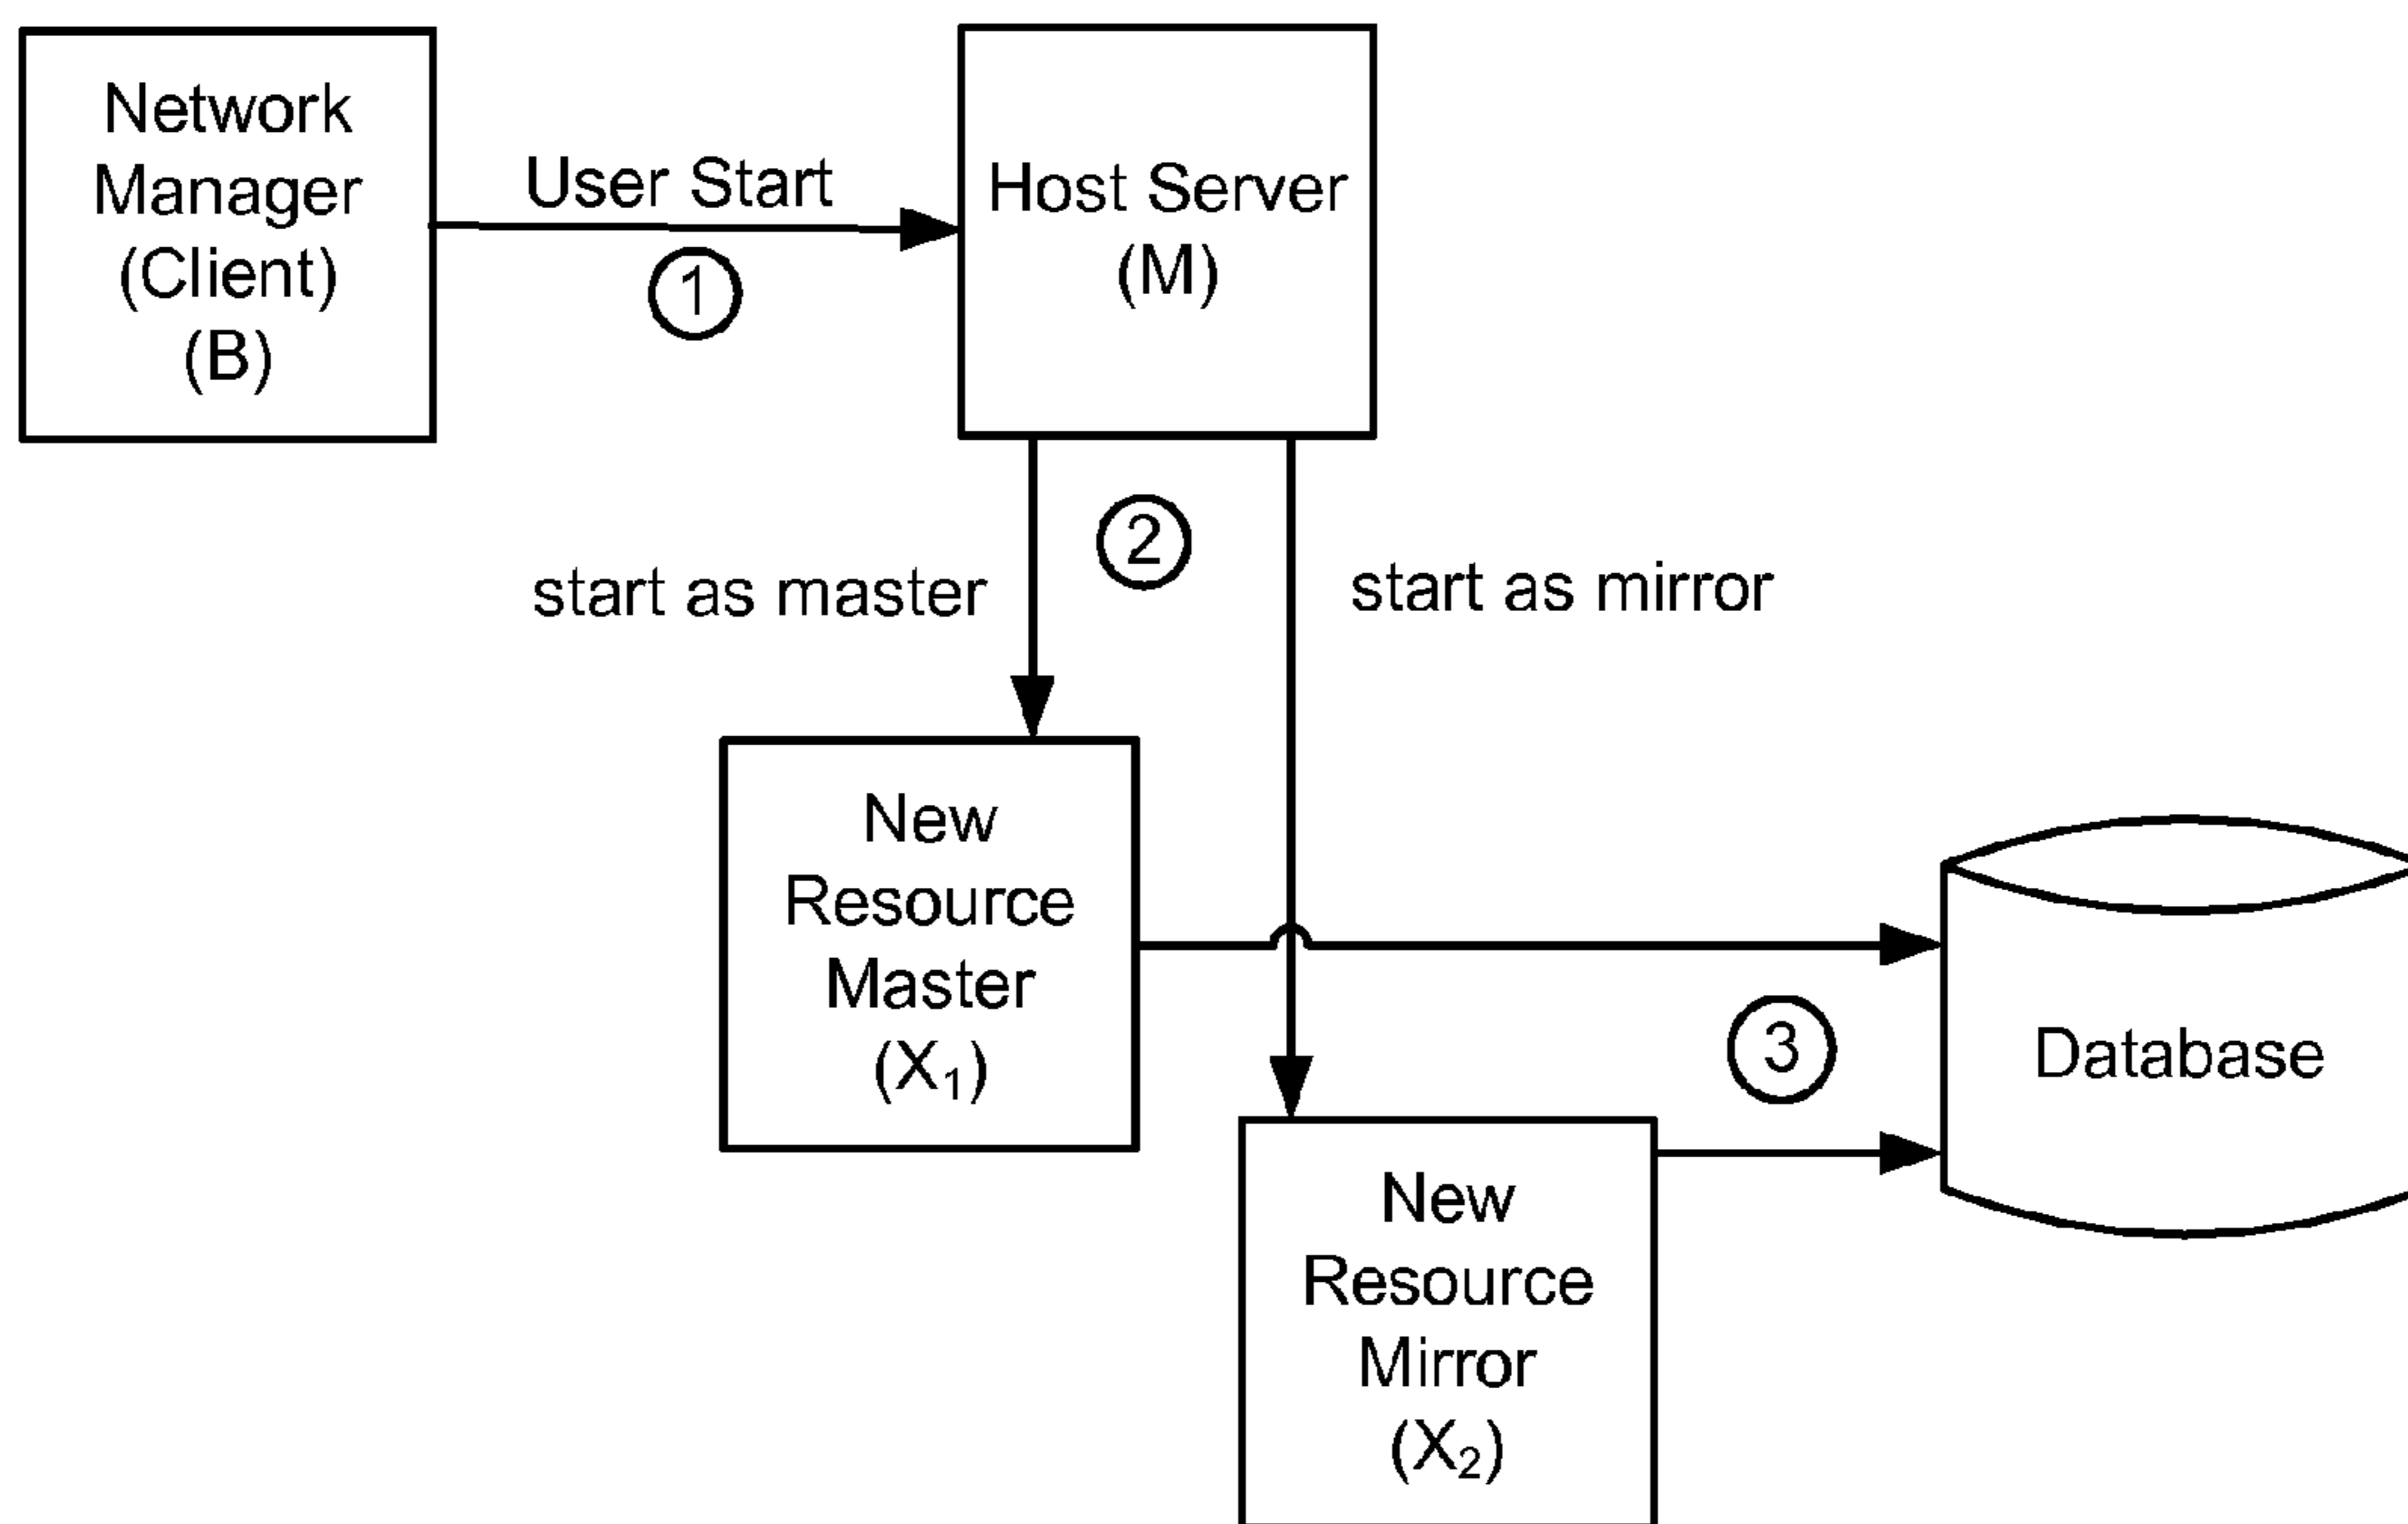 Network
Manager
(Client)
(B)
User Start
1
Host Server
(M)
2
start as master
start as mirror
New
Resource
Master
(X₁)
3
Database
New
Resource
Mirror
(X₂)